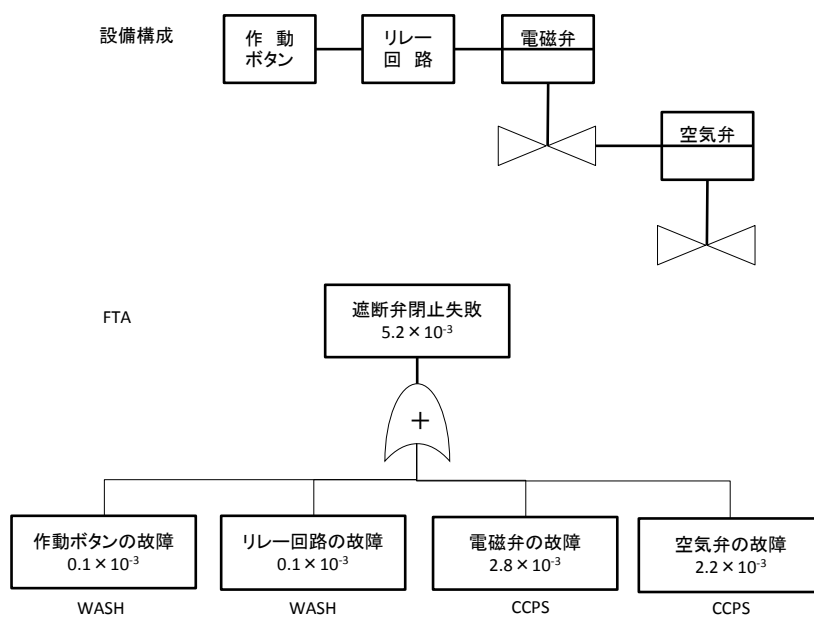 設備構成
作 動
ボタン
リレー
回 路
電磁弁
空気弁
FTA
遮断弁閉止失敗
5.2×10⁻³
+
作動ボタンの故障
0.1×10⁻³
リレー回路の故障
0.1×10⁻³
電磁弁の故障
2.8×10⁻³
空気弁の故障
2.2×10⁻³
WASH
WASH
CCPS
CCPS